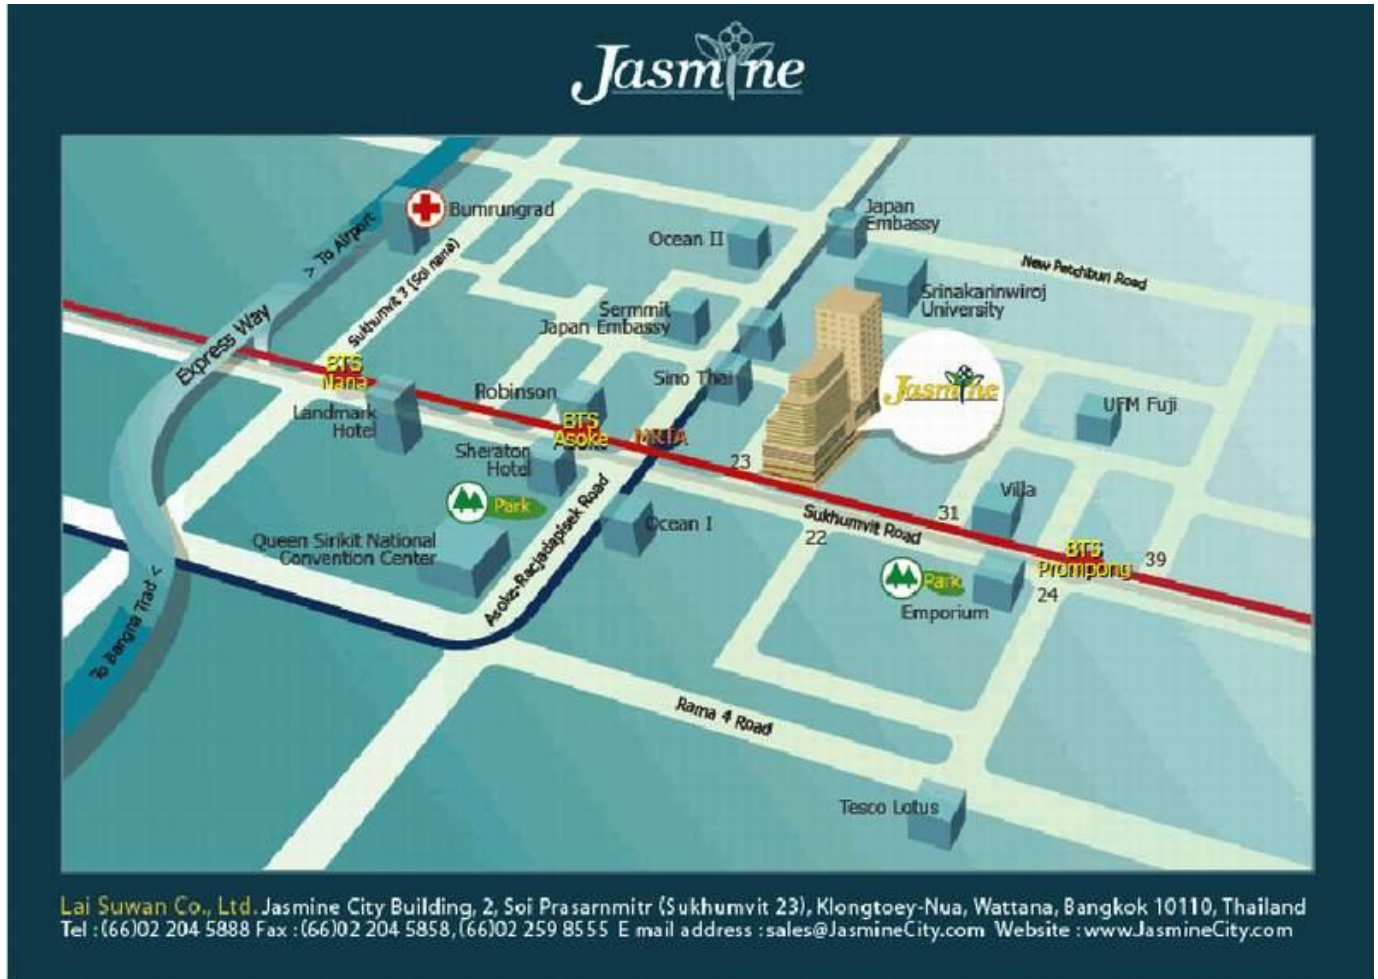 Jasmine
Bumrungrad
> To Airport
Sukhumvit 3 (Soi nana)
Express Way
Ocean II
Japan
Embassy
New Petchburi Road
Srinakarinwiroj
University
Sermmit
Japan Embassy
Jasmine
BTS
Nana
Landmark
Hotel
Robinson
Sino Thai
BTS
Asoke
MRTA
UFM Fuji
Sheraton
Hotel
23
Park
Villa
Ocean I
Sukhumvit Road
31
22
Queen Sirikit National
Convention Center
Asoke-Racjadapisek Road
BTS
Prompong
39
Park
24
Emporium
To Bangna Trad <
Rama 4 Road
Tesco Lotus
Lai Suwan Co., Ltd. Jasmine City Building, 2, Soi Prasarnmitr (Sukhumvit 23), Klongtoey-Nua, Wattana, Bangkok 10110, Thailand
Tel :(66)02 204 5888 Fax :(66)02 204 5858, (66)02 259 8555 E mail address :sales@JasmineCity.com Website :www.JasmineCity.com